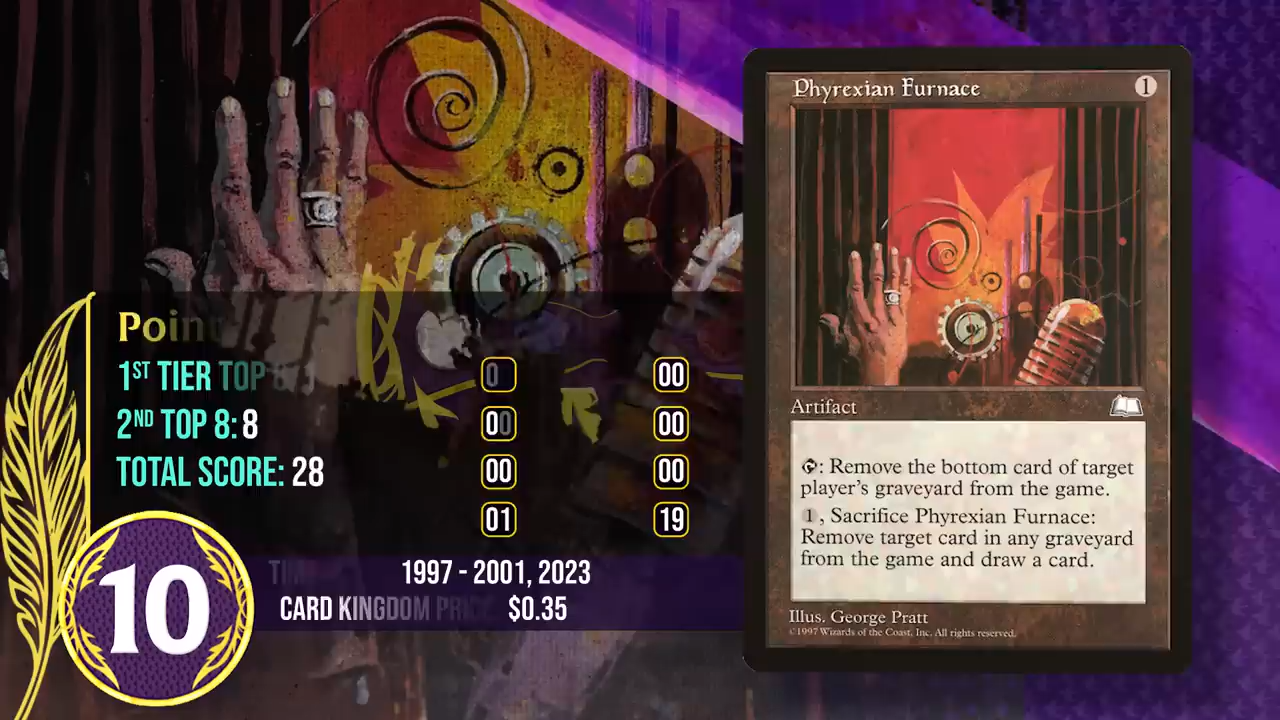 Phyrexian Furnace 1
Artifact
: Remove the bottom card of target
player's graveyard from the game.
1, Sacrifice Phyrexian Furnace:
Remove target card in any graveyard
from the game and draw a card.
Illus. George Pratt
©1997 Wizards of the Coast, Inc. All rights reserved.
Poin
1ST TIER TOP 0 00
2ND TOP 8: 8 00 00
TOTAL SCORE: 28 00 00
01 19
1997 - 2001, 2023
CARD KINGDOM PRICE $0.35
10